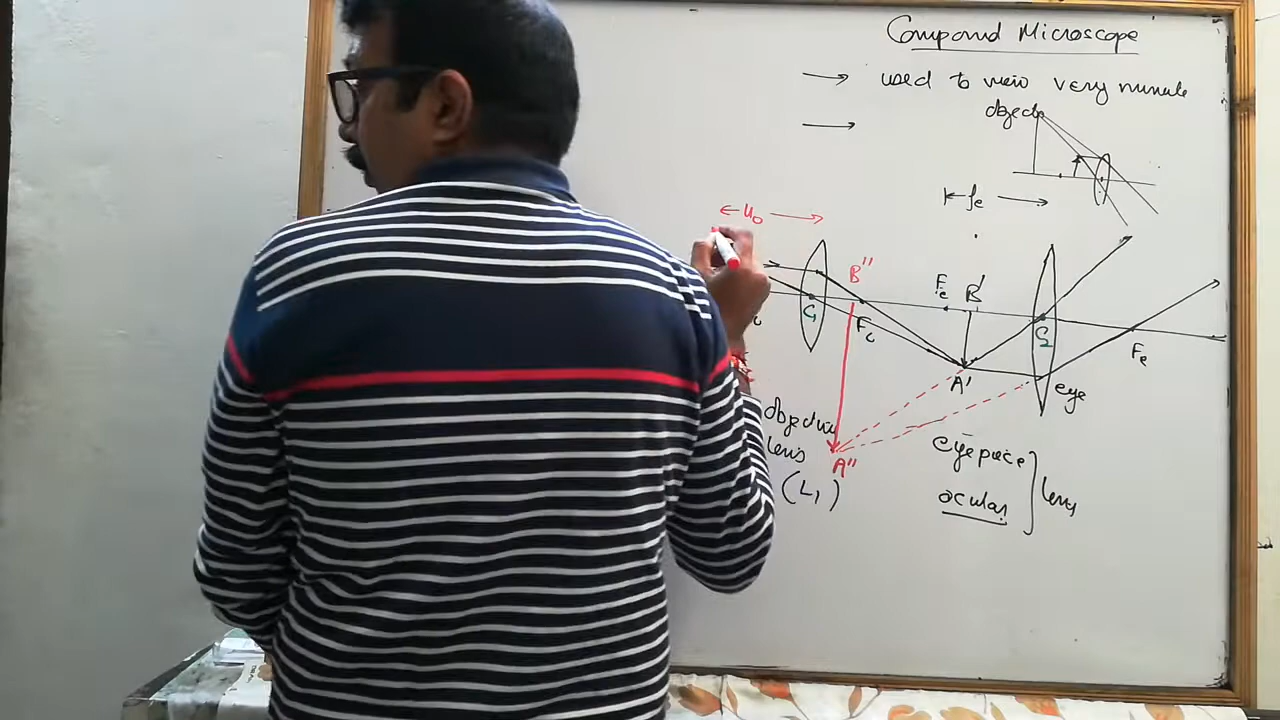 Compound Microscope
→ used to view very minute
objects
→
fe
u₀
B''
Fe
B'
C₁
Fc
C₂
Fe
A'
eye
objective
lens
(L₁)
A''
eyepiece
ocular
lens